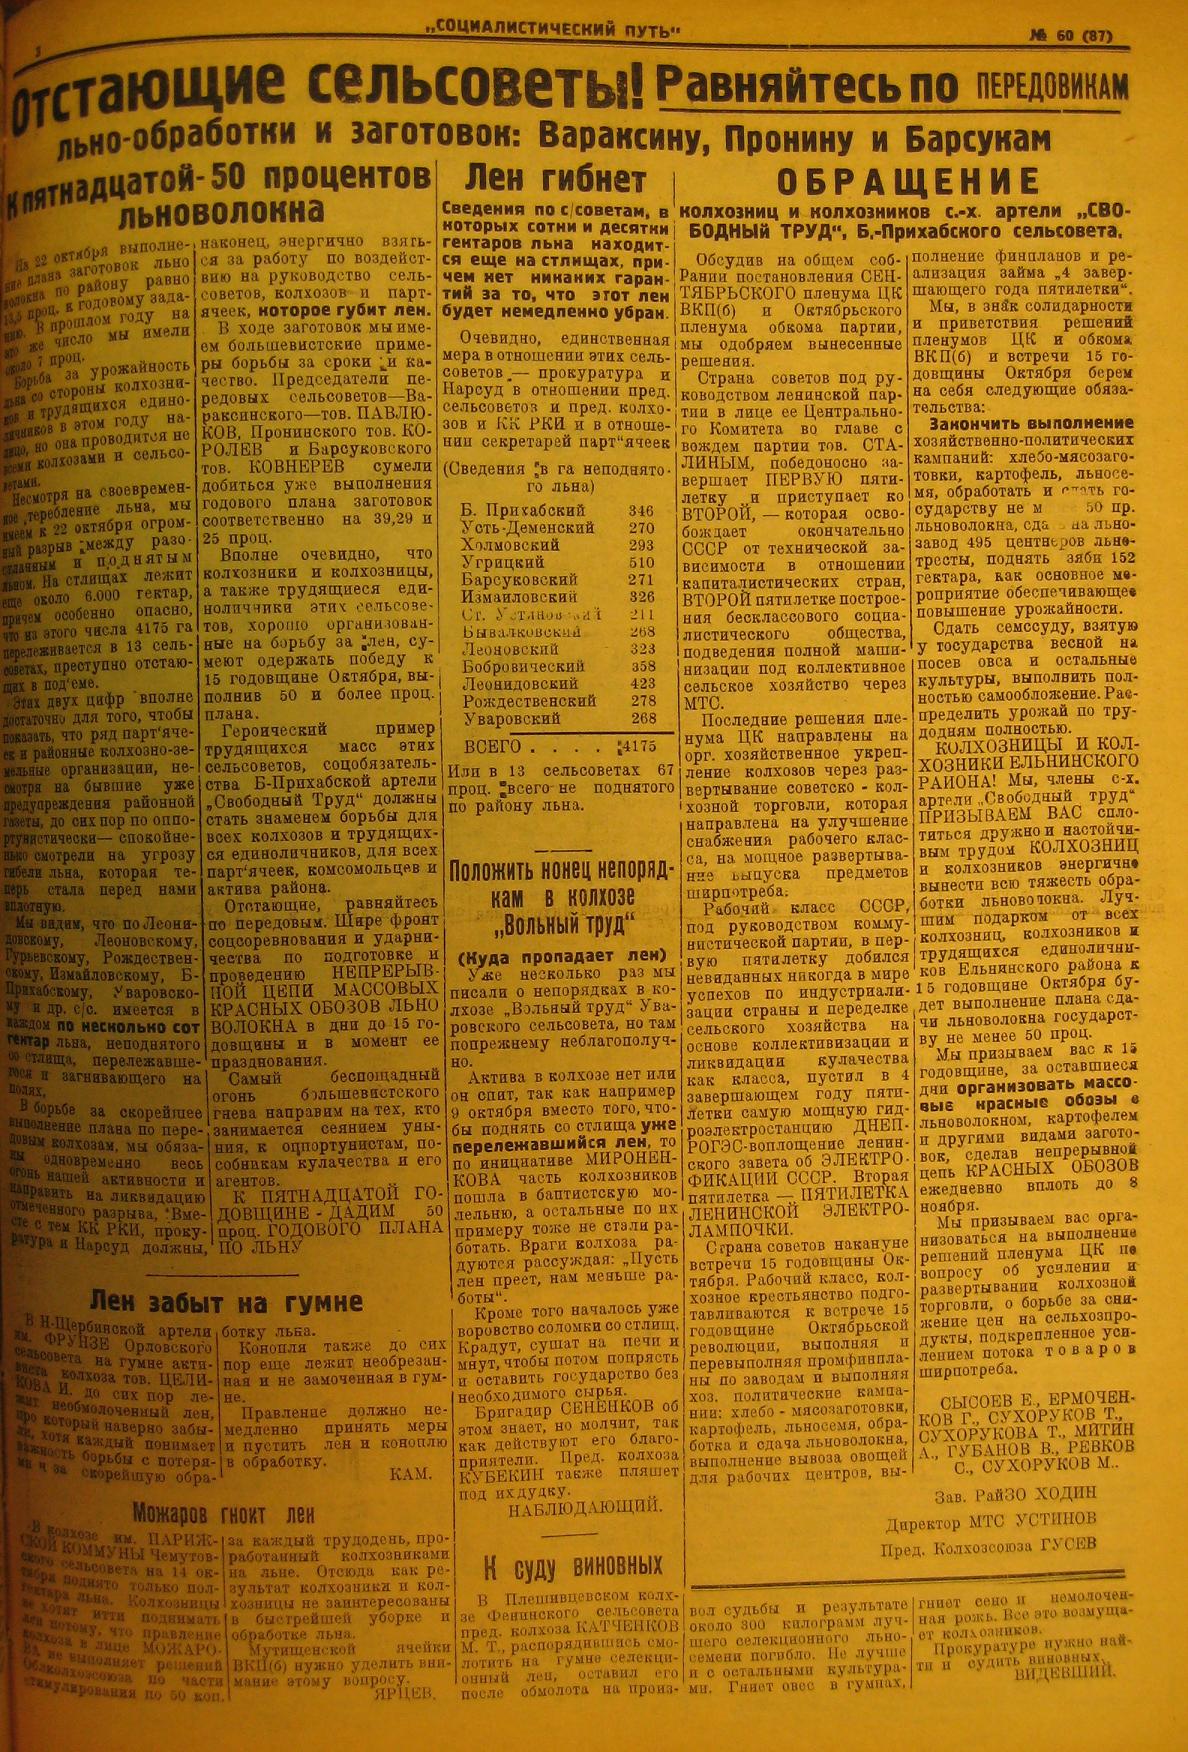 3
„СОЦИАЛИСТИЧЕСКИЙ ПУТЬ"
№ 60 (87)
Отстающие сельсоветы! Равняйтесь по ПЕРЕДОВИКАМ
льно-обработки и заготовок: Вараксину, Пронину и Барсукам
К пятнадцатой-50 процентов
льноволокна
На 22 октября выполне-
ние плана заготовок льно
волокна по району равно
13,5 проц. к годовому зада-
нию. В прошлом году на
это же число мы имели
около 7 проц.
Борьба за урожайность
льна со стороны колхозни-
ков и трудящихся едино-
личников в этом году на-
лицо, но она проводится не
всеми колхозами и сельсо-
ветами.
Несмотря на своевремен-
ное теребление льна, мы
имеем к 22 октября огром-
ный разрыв между разо-
стланным и поднятым
льном. На стлищах лежит
еще около 6.000 гектар,
причем особенно опасно,
что из этого числа 4175 га
переле­живается в 13 сель-
советах, преступно отстаю-
щих в под'еме.
Этих двух цифр вполне
достаточно для того, чтобы
показать, что ряд парт'яче-
ек и районные колхозно-зе-
мельные организации, не-
смотря на бывшие уже
предупреждения районной
газеты, до сих пор по оппо-
ртунистически— спокойне-
нько смотрели на угрозу
гибели льна, которая те-
перь стала перед нами
вплотную.
Мы видим, что по Леони-
довскому, Леоновскому,
Гурьевскому, Рождествен-
скому, Измайловскому, Б-
Прихабскому, Уваровско-
му и др. с/с. имеется в
каждом по несколько сот
гектар льна, неподнятого
со стлища, перележавше-
гося и загнивающего на
полях.
В борьбе за скорейшее
выполнение плана по пере-
довым колхозам, мы обяза-
ны одновременно весь
огонь нашей активности и
направить на ликвидацию
отмеченного разрыва. Вме-
сте с тем КК РКИ, проку-
ратура и Нарсуд должны,
наконец, энергично взять-
ся за работу по воздейст-
вию на руководство сель-
советов, колхозов и парт-
ячеек, которое губит лен.
В ходе заготовок мы име-
ем большевистские приме-
ры борьбы за сроки и ка-
чество. Председатели пе-
редовых сельсоветов—Ва-
раксинского—тов. ПАВЛЮ-
КОВ, Пронинского тов. КО-
РОЛЕВ и Барсуковского
тов. КОВНЕРЕВ сумели
добиться уже выполнения
годового плана заготовок
соответственно на 39,29 и
25 проц.
Вполне очевидно, что
колхозники и колхозницы,
а также трудящиеся еди-
ноличчики этих сельсове-
тов, хорошо организован-
ные на борьбу за лен, су-
меют одержать победу к
15 годовщине Октября, вы-
полнив 50 и более проц.
плана.
Героический пример
трудящихся масс этих
сельсоветов, соцобязатель-
ства Б-Прихабской артели
„Свободный Труд" должны
стать знаменем борьбы для
всех колхозов и трудящих-
ся единоличников, для всех
парт'ячеек, комсомольцев и
актива района.
Отстающие, равняйтесь
по передовым. Шире фронт
соцсоревнования и ударни-
чества по подготовке и
проведению НЕПРЕРЫВ-
НОЙ ЦЕПИ МАССОВЫХ
КРАСНЫХ ОБОЗОВ ЛЬНО
ВОЛОКНА в дни до 15 го-
довщины и в момент ее
празднования.
Самый беспощадный
огонь большевистского
гнева направим на тех, кто
занимается сеянием уны-
ния, к оппортунистам, по-
собникам кулачества и его
агентов.
К ПЯТНАДЦАТОЙ ГО-
ДОВЩИНЕ - ДАДИМ 50
проц. ГОДОВОГО ПЛАНА
ПО ЛЬНУ
Лен забыт на гумне
В Н-Щербинской артели
им. ФРУНЗЕ Орловского
сельсовета на гумне акти-
виста колхоза тов. ЦЕЛИ-
КОВА И. до сих пор ле-
жит необмолоченный лен,
про который наверно забы-
ли, хотя каждый понимает
важность борьбы с потеря-
ми и за скорейшую обра-
ботку льна.
Конопля также до сих
пор еще лежит необрезан-
ная и не замоченная в гум-
не.
Правление должно не-
медленно принять меры
и пустить лен и коноплю
в обработку.
КАМ.
Можаров гноит лен
В колхозе им. ПАРИЖ-
СКОЙ КОММУНЫ Чемутов-
ского сельсовета на 14 ок-
тября поднято только пол-
гектара льна. Колхозницы
не хотят итти поднимать
лен потому, что правление
колхоза в лице МОЖАРО-
ВА не выполняет решений
Облколхозсоюза по части
стимулирования по 50 коп.
за каждый трудодень, про-
работанный колхозниками
на льне. Отсюда как ре-
зультат колхозники и кол-
хозницы не заинтересованы
в быстрейшей уборке и
обработке льна.
Мутищенской ячейки
ВКП(б) нужно уделить вни-
мание этому вопросу.
ЯРЦЕВ.
Лен гибнет
Сведения по с/советам, в
которых сотни и десятки
гектаров льна находит-
ся еще на стлищах, при-
чем нет никаких гаран-
тий за то, что этот лен
будет немедленно убран.
Очевидно, единственная
мера в отношении этих сель-
советов — прокуратура и
Нарсуд в отношении пред.
сельсоветов и пред. колхо-
зов и КК РКИ и в отноше-
нии секретарей парт'ячеек
(Сведения в га неподнято-
го льна)
Б. Прихабский 346
Усть-Деменский 270
Холмовский 293
Угрицкий 510
Барсуковский 271
Измаиловский 326
Ст. Устиновский 211
Бывалковский 268
Леоновский 323
Бобровический 358
Леонидовский 423
Рождественский 278
Уваровский 268
ВСЕГО . . . . 4175
Или в 13 сельсоветах 67
проц. всего не поднятого
по району льна.
Положить нонец непоряд-
кам в колхозе
„Вольный труд"
(Куда пропадает лен)
Уже несколько раз мы
писали о непорядках в ко-
лхозе „Вольный труд" Ува-
ровского сельсовета, но там
попрежнему неблагополуч-
но.
Актива в колхозе нет или
он спит, так как например
9 октября вместо того, что-
бы поднять со стлища уже
перележавшийся лен, то
по инициативе МИРОНЕН-
КОВА часть колхозников
пошла в баптистскую мо-
лельню, а остальные по их
примеру тоже не стали ра-
ботать. Враги колхоза ра-
дуются рассуждая: „Пусть
лен преет, нам меньше ра-
боты".
Кроме того началось уже
воровство соломки со стлищ.
Крадут, сушат на печи и
мнут, чтобы потом попрясть
и оставить государство без
необходимого сырья.
Бригадир СЕНЕНКОВ об
этом знает, но молчит, так
как действуют его благо-
приятели. Пред. колхоза
КУБЕКИН также пляшет
под их дудку.
НАБЛЮДАЮЩИЙ.
К суду виновных
В Плешивцевском колх-
зе Фенинского сельсовета
пред. колхоза КАТЧЕНКОВ
М. Т., распорядившись смо-
лотить на гумне селекци-
онный лен, оставил его
после обмолота на произ-
вол судьбы и результате
около 300 килограмм луч-
шего селекционного льно-
семени погибло. Не лучше
и с остальными культура-
ми. Гниет овес в гумнах,
гниет сено и немолочен-
ная рожь. Все это возмуща-
ет колхозников.
Прокуратуре нужно най-
ти и судить виновных.
ВИДЕВШИЙ.
ОБРАЩЕНИЕ
колхозниц и колхозников с.-х. артели „СВО-
БОДНЫЙ ТРУД", Б.-Прихабского сельсовета.
Обсудив на общем соб-
рании постановления СЕН-
ТЯБРЬСКОГО пленума ЦК
ВКП(б) и Октябрьского
пленума обкома партии,
мы одобряем вынесенные
решения.
Страна советов под ру-
ководством ленинской пар-
тии в лице ее Центрально-
го Комитета во главе с
вождем партии тов. СТА-
ЛИНЫМ, победоносно за-
вершает ПЕРВУЮ пяти-
летку и приступает ко
ВТОРОЙ, — которая осво-
бождает окончательно
СССР от технической за-
висимости в отношении
капиталистических стран,
ВТОРОЙ пятилетке построе-
ния бесклассового социа-
листического общества,
подведения полной маши-
низации под коллективное
сельское хозяйство через
МТС.
Последние решения пле-
нума ЦК направлены на
орг. хозяйственное укреп-
ление колхозов через раз-
вертывание советско - кол-
хозной торговли, которая
направлена на улучшение
снабжения рабочего клас-
са, на мощное развертыва-
ние выпуска предметов
ширпотреба.
Рабочий класс СССР,
под руководством комму-
нистической партии, в пер-
вую пятилетку добился
невиданных никогда в мире
успехов по индустриали-
зации страны и переделке
сельского хозяйства на
основе коллективизации и
ликвидации кулачества
как класса, пустил в 4
завершающем году пяти-
летки самую мощную гид-
роэлектростанцию ДНЕП-
РОГЭС-воплощение ленин-
ского завета об ЭЛЕКТРО-
ФИКАЦИИ СССР. Вторая
пятилетка — ПЯТИЛЕТКА
ЛЕНИНСКОЙ ЭЛЕКТРО-
ЛАМПОЧКИ.
Страна советов накануне
встречи 15 годовщины Ок-
тября. Рабочий класс, кол-
хозное крестьянство подго-
тавливаются к встрече 15
годовщине Октябрьской
революции, выполняя и
перевыполняя промфинпла-
ны по заводам и выполняя
хоз. политические кампа-
нии: хлебо - мясозаготовки,
картофель, льносемя, обра-
ботка и сдача льноволокна,
выполнение вывоза овощей
для рабочих центров, вы-
полнение финпланов и ре-
ализация займа „4 завер-
шающего года пятилетки".
Мы, в знак солидарности
и приветствия решений
пленумов ЦК и обкома
ВКП(б) и встречи 15 го-
довщины Октября берем
на себя следующие обяза-
тельства:
Закончить выполнение
хозяйственно-политических
кампаний: хлебо-мясозаго-
товки, картофель, льносе-
мя, обработать и сдать го-
сударству не м 50 пр.
льноволокна, сда на льно-
завод 495 центнеров льно-
тресты, поднять зяби 152
гектара, как основное ме-
роприятие обеспечивающее
повышение урожайности.
Сдать семссуду, взятую
у государства весной на
посев овса и остальные
культуры, выполнить пол-
ностью самообложение. Рас-
пределить урожай по тру-
додням полностью.
КОЛХОЗНИЦЫ И КОЛ-
ХОЗНИКИ ЕЛЬНИНСКОГО
РАЙОНА! Мы, члены с-х.
артели „Свободный труд"
ПРИЗЫВАЕМ ВАС спло-
титься дружно и настойчи-
вым трудом КОЛХОЗНИЦ
и колхозников энергично
вынести всю тяжесть обра-
ботки льноволокна. Луч-
шим подарком от всех
колхозниц, колхозников и
трудящихся единоличчи-
ков Ельнинского района к
15 годовщине Октября бу-
дет выполнение плана сда-
чи льноволокна государст-
ву не менее 50 проц.
Мы призываем вас к 15
годовщине, за оставшиеся
дни организовать массо-
вые красные обозы с
льноволокном, картофелем
и другими видами загото-
вок, сделав непрерывной
цепь КРАСНЫХ ОБОЗОВ
ежедневно вплоть до 8
ноября.
Мы призываем вас орга-
низоваться на выполнение
решений пленума ЦК по
вопросу об усилении и
развертывании колхозной
торговли, о борьбе за сни-
жение цен на сельхозпро-
дукты, подкрепленное уси-
лением потока товаров
ширпотреба.
СЫСОЕВ Е., ЕРМОЧЕН-
КОВ Г., СУХОРУКОВ Т.,
СУХОРУКОВА Т., МИТИН
А., ГУБАНОВ В., РЕВКОВ
С., СУХОРУКОВ М..
Зав. РайЗО ХОДИН
Директор МТС УСТИНОВ
Пред. Колхозсоюза ГУСЕВ